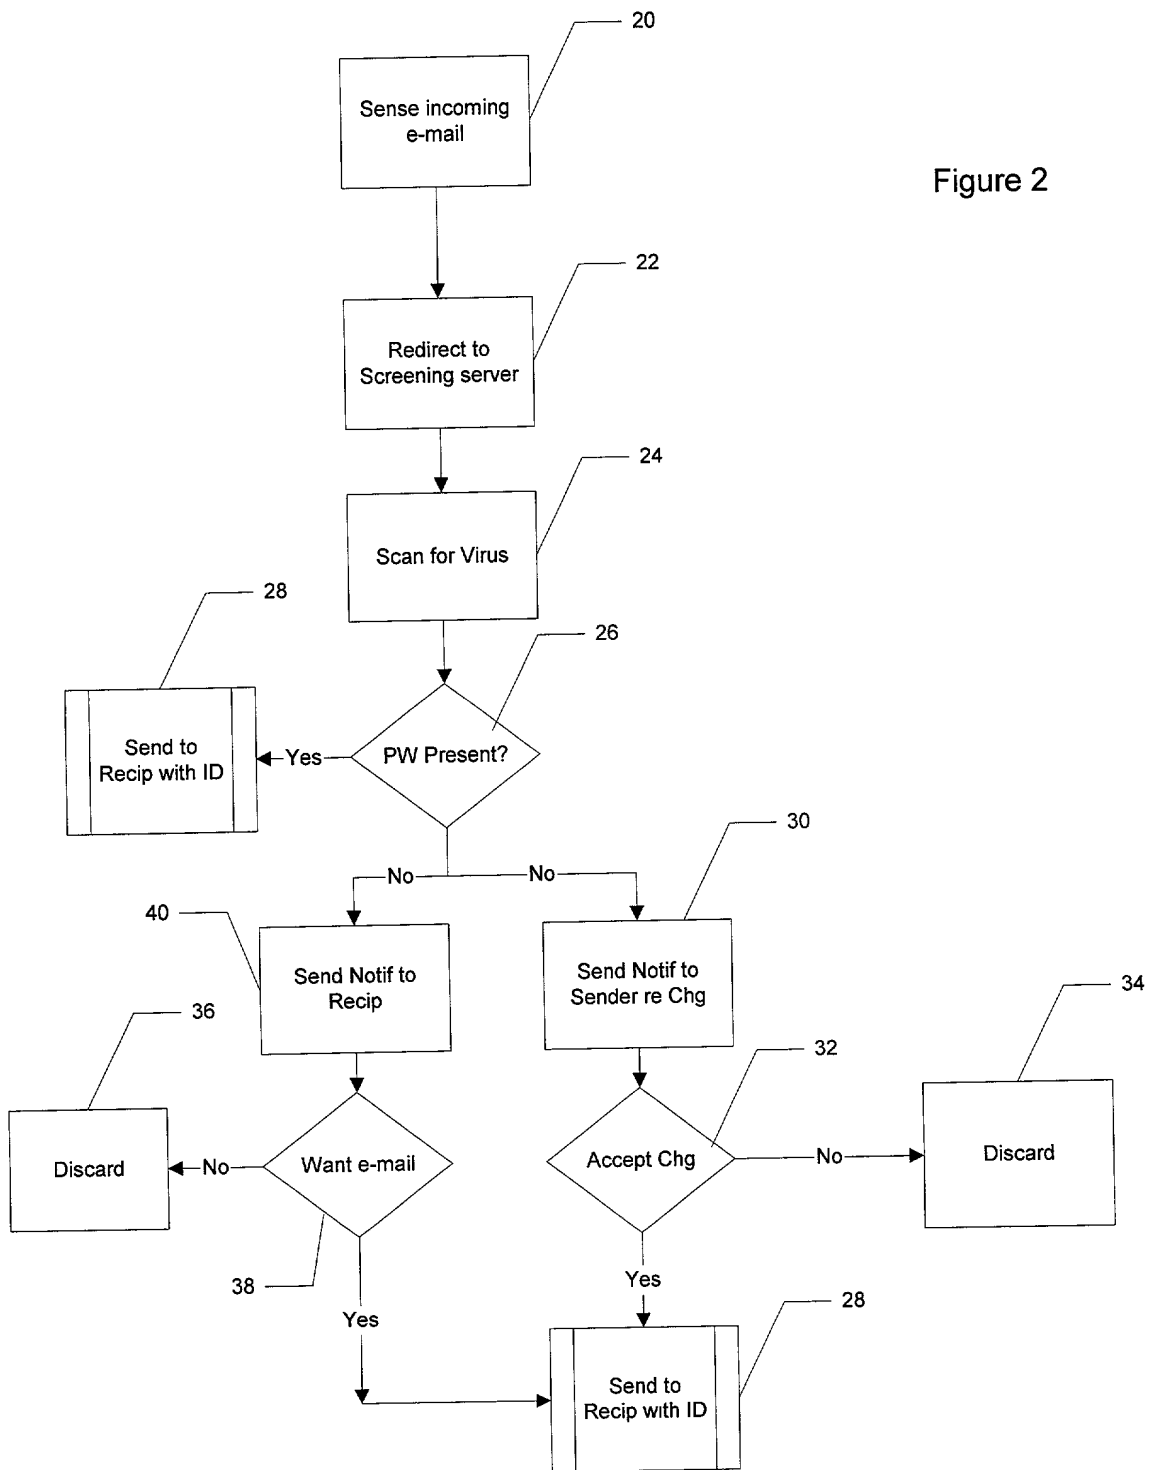 20
Sense incoming
e-mail
Figure 2
22
Redirect to
Screening server
24
Scan for Virus
28
26
Send to
Recip with ID
Yes
PW Present?
30
No
No
40
Send Notif to
Recip
Send Notif to
Sender re Chg
36
34
32
Discard
No
Want e-mail
Accept Chg
No
Discard
38
Yes
Yes
28
Send to
Recip with ID